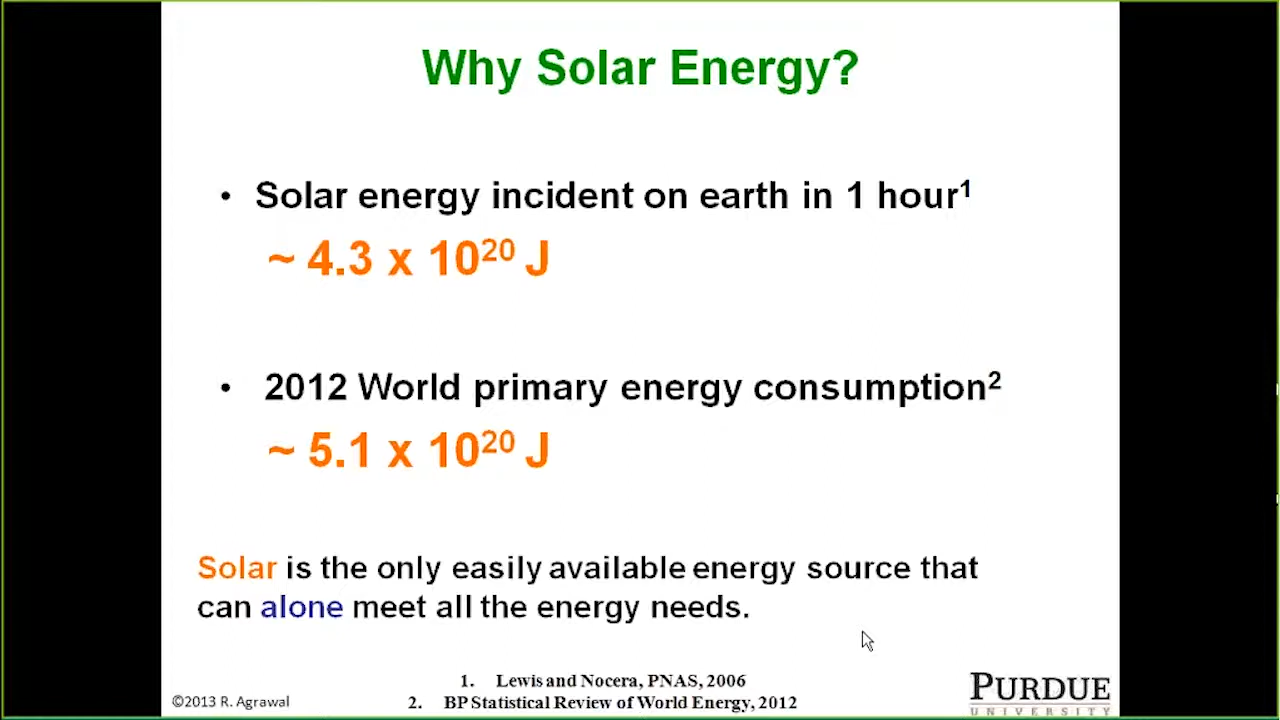 Why Solar Energy?
• Solar energy incident on earth in 1 hour¹
~ 4.3 x 10²⁰ J
• 2012 World primary energy consumption²
~ 5.1 x 10²⁰ J
Solar is the only easily available energy source that
can alone meet all the energy needs.
1. Lewis and Nocera, PNAS, 2006
2. BP Statistical Review of World Energy, 2012
©2013 R. Agrawal
PURDUE
UNIVERSITY